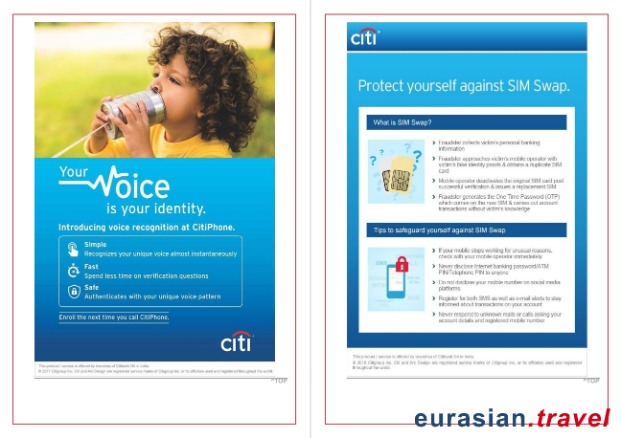 Your
Voice
is your identity.
Introducing voice recognition at CitiPhone.
Simple
Recognizes your unique voice almost instantaneously
Fast
Spend less time on verification questions
Safe
Authenticates with your unique voice pattern
Enroll the next time you call CitiPhone.
citi
^TOP
citi
Protect yourself against SIM Swap.
What is SIM Swap?
Fraudster collects victim's personal banking
information
Fraudster approaches victim's mobile operator with
victim's fake identity proofs & obtains a duplicate SIM
card
Mobile operator deactivates the original SIM card post
successful verification & issues a replacement SIM
Fraudster generates the One Time Password (OTP)
which comes on the new SIM & carries out account
transactions without victim's knowledge
Tips to safeguard yourself against SIM Swap
If your mobile stops working for unusual reasons,
check with your mobile operator immediately
Never disclose Internet banking password/ATM
PIN/Telephone PIN to anyone
Do not disclose your mobile number on social media
platforms
Register for both SMS as well as e-mail alerts to stay
informed about transactions on your account
Never respond to unknown mails or calls asking your
account details and registered mobile number
^TOP
eurasian.travel